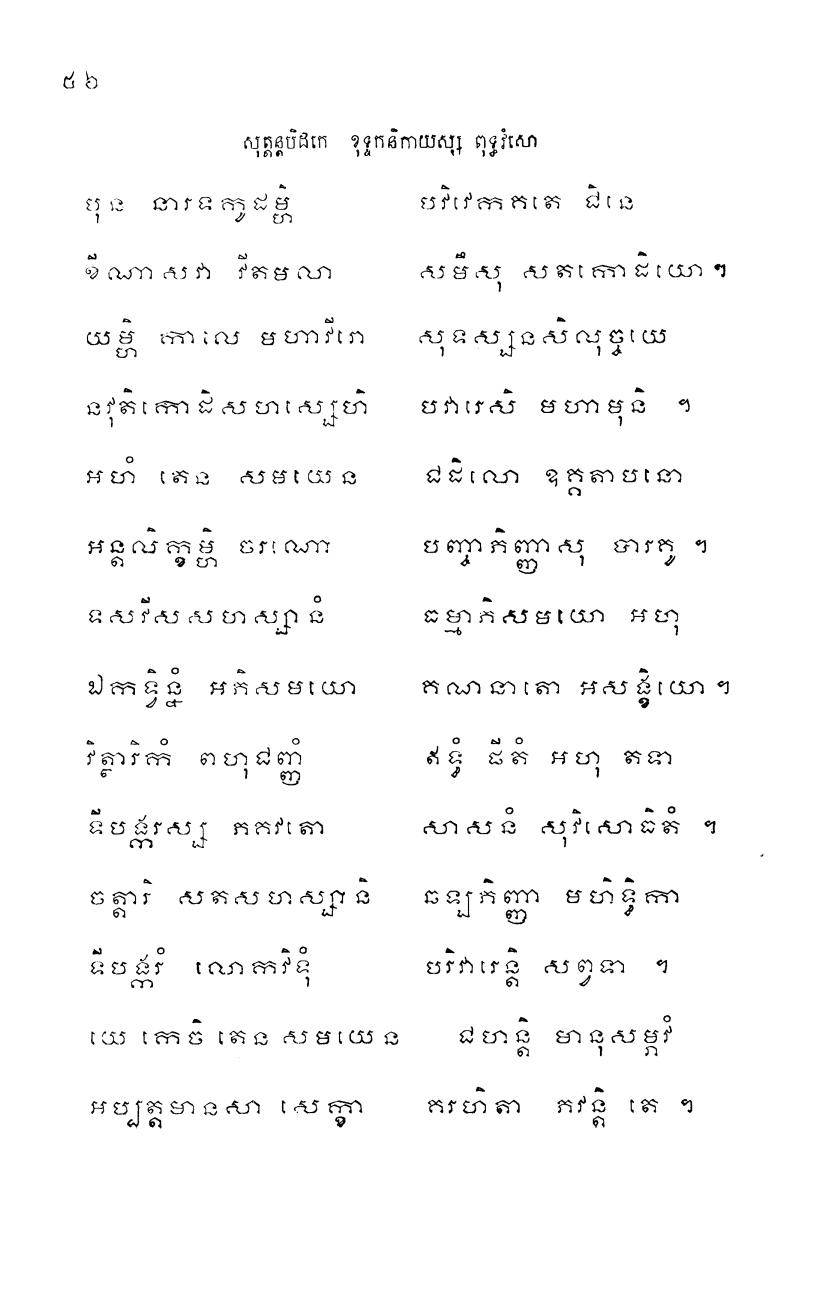 ៥៦
សុត្តន្តបិដកេ ខុទ្ទកនិកាយស្ស ពុទ្ធវំសោ
បុន នារទកូដម្ហិ បវិវេកគតេ ជិនេ
ខីណាសវា វីតមលា សមឹសុ សតកោដិយោ។
យម្ហិ កាលេ មហាវីរោ សុទស្សនសិលុច្ចយេ
នវុតិកោដិសហស្សេហិ បវារេសិ មហាមុនិ ។
អហំ តេន សមយេន ជដិលោ ឧគ្គតាបនោ
អន្តលិក្ខម្ហិ ចរណោ បញ្ចាភិញ្ញាសុ បារគូ ។
ទសវីសសហស្សានំ ធម្មាភិសមយោ អហុ
ឯកទ្វិន្នំ អភិសមយោ គណនាតោ អសង្ខិយោ។
វិត្ថារិកំ ពហុជញ្ញំ ឥទ្ធំ ផីតំ អហុ តទា
ទីបង្ករស្ស ភគវតោ សាសនំ សុវិសោធិតំ ។
ចត្តារិ សតសហស្សានិ ឆឡភិញ្ញា មហិទ្ធិកា
ទីបង្ករំ លោកវិទុំ បរិវារេន្តិ សព្វទា ។
យេ កេចិ តេន សមយេន ជហន្តិ មានុសម្ភវំ
អប្បត្តមានសា សេក្ខា គរហិតា ភវន្តិ តេ ។